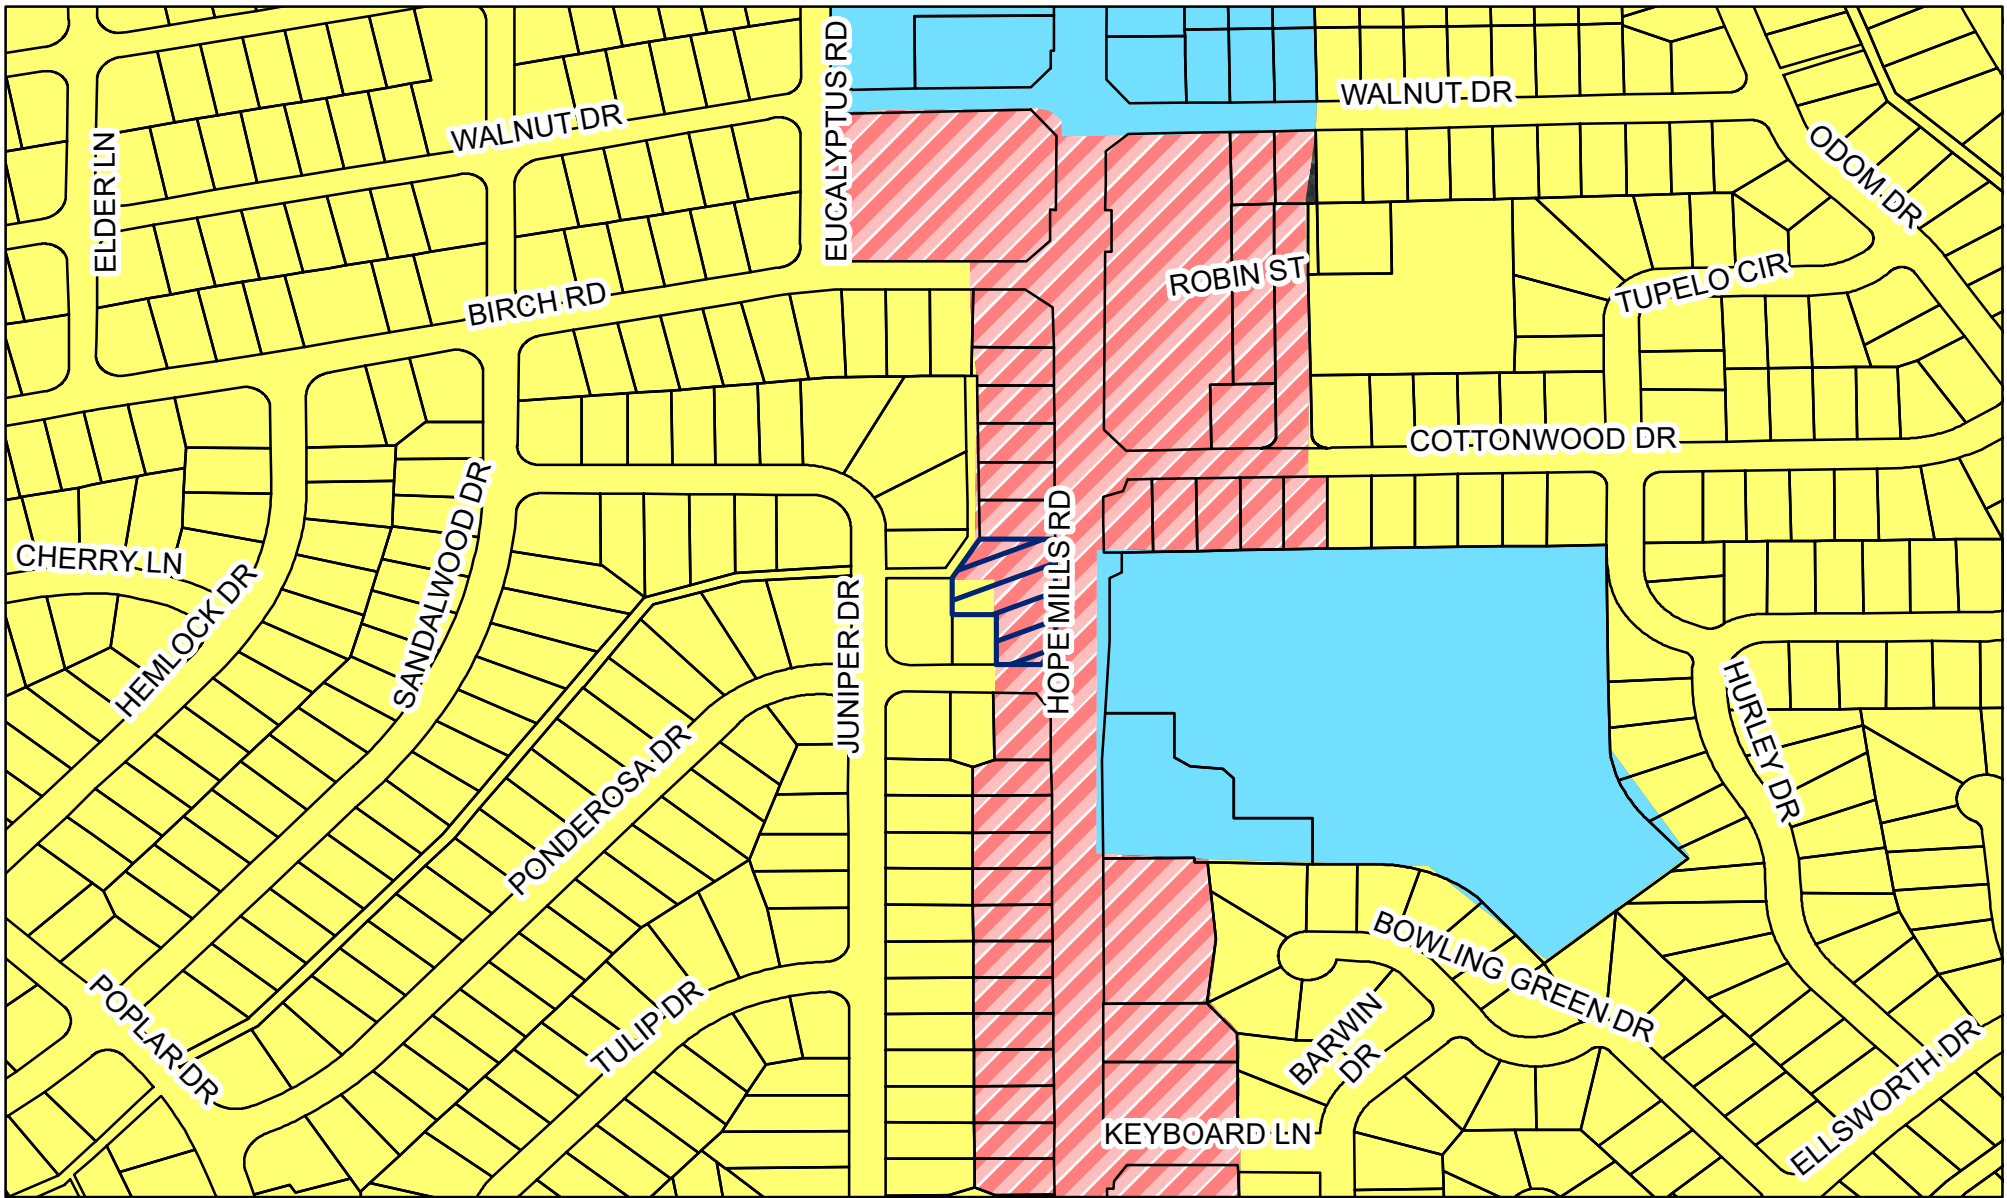 EUCALYPTUS RD
WALNUT DR
WALNUT DR
ELDER LN
ODOM DR
ROBIN ST
TUPELO CIR
BIRCH RD
COTTONWOOD DR
CHERRY LN
HEMLOCK DR
SANDALWOOD DR
HOPE MILLS RD
JUNIPER DR
HURLEY DR
PONDEROSA DR
BOWLING GREEN DR
POPLAR DR
TULIP DR
BARWIN
DR
ELLSWORTH DR
KEYBOARD LN